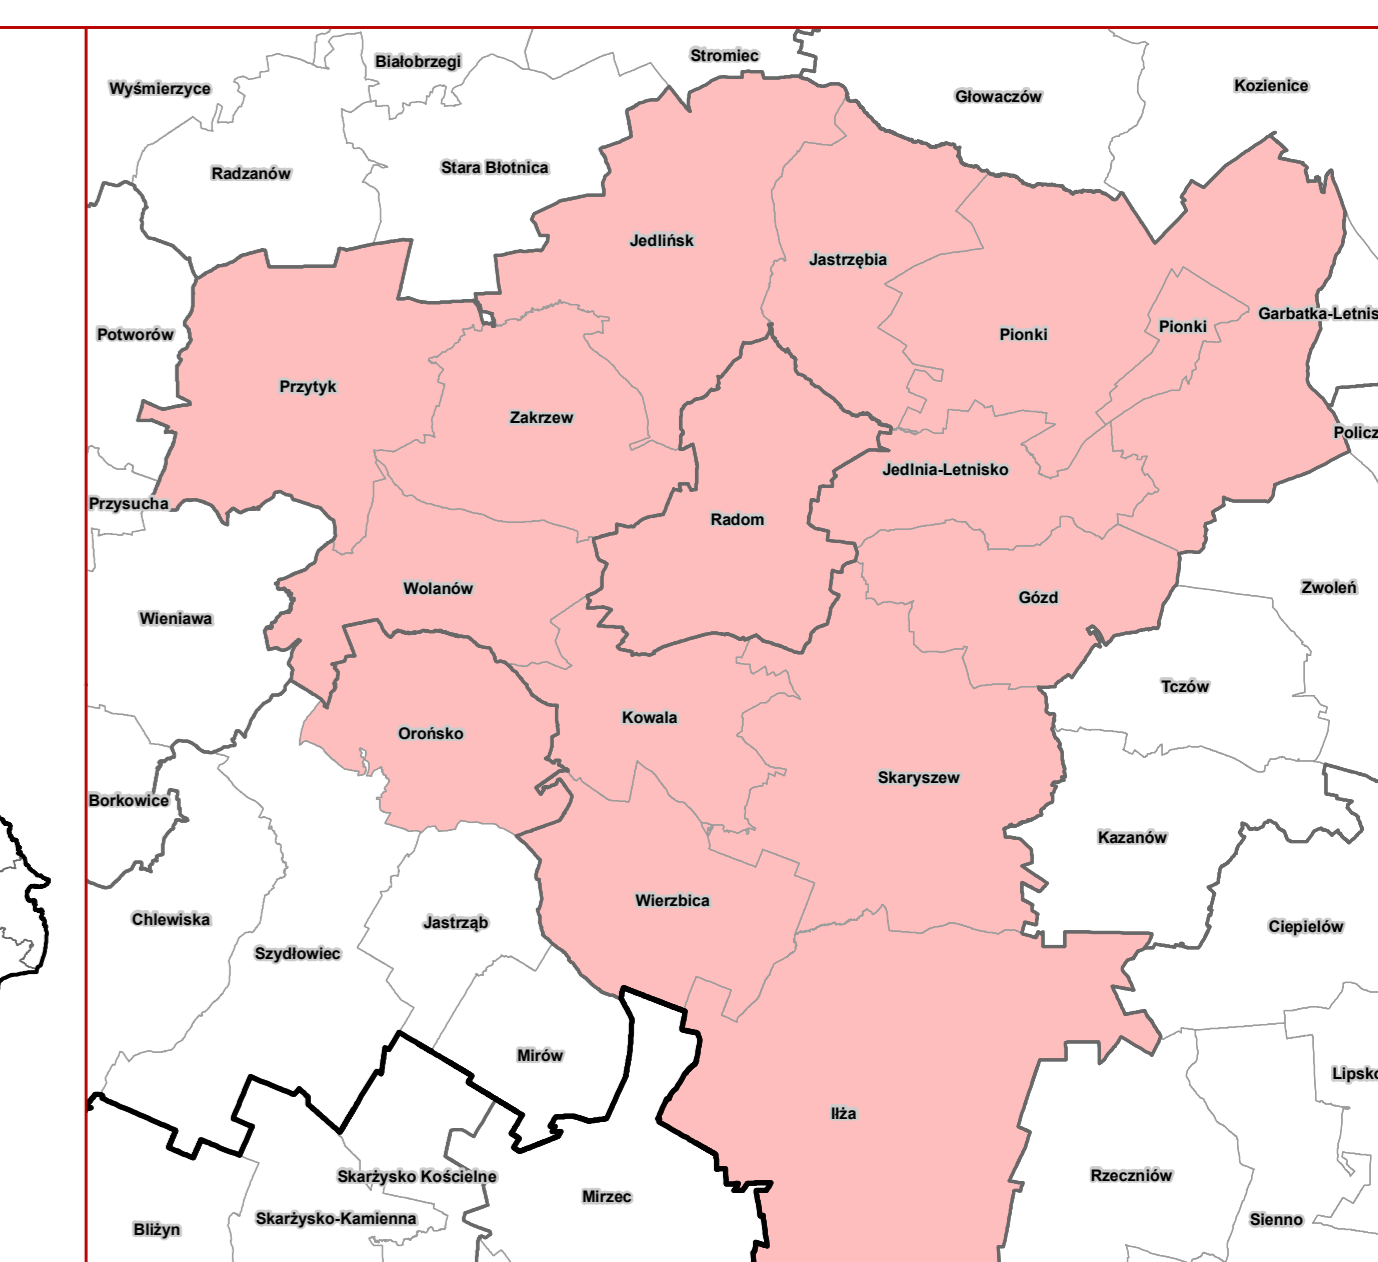 Stromiec
Białobrzegi
Kozienice
Wyśmierzyce
Głowaczów
Stara Błotnica
Radzanów
Jedlińsk
Jastrzębia
Garbatka-Letnis
Pionki
Pionki
Potworów
Przytyk
Zakrzew
Policz
Jedlnia-Letnisko
Przysucha
Radom
Zwoleń
Wolanów
Gózd
Wieniawa
Tczów
Kowala
Orońsko
Skaryszew
Borkowice
Kazanów
Wierzbica
Chlewiska
Jastrząb
Ciepielów
Szydłowiec
Mirów
Lipsko
Iłża
Skarżysko Kościelne
Rzeczniów
Mirzec
Skarżysko-Kamienna
Sienno
Bliżyn